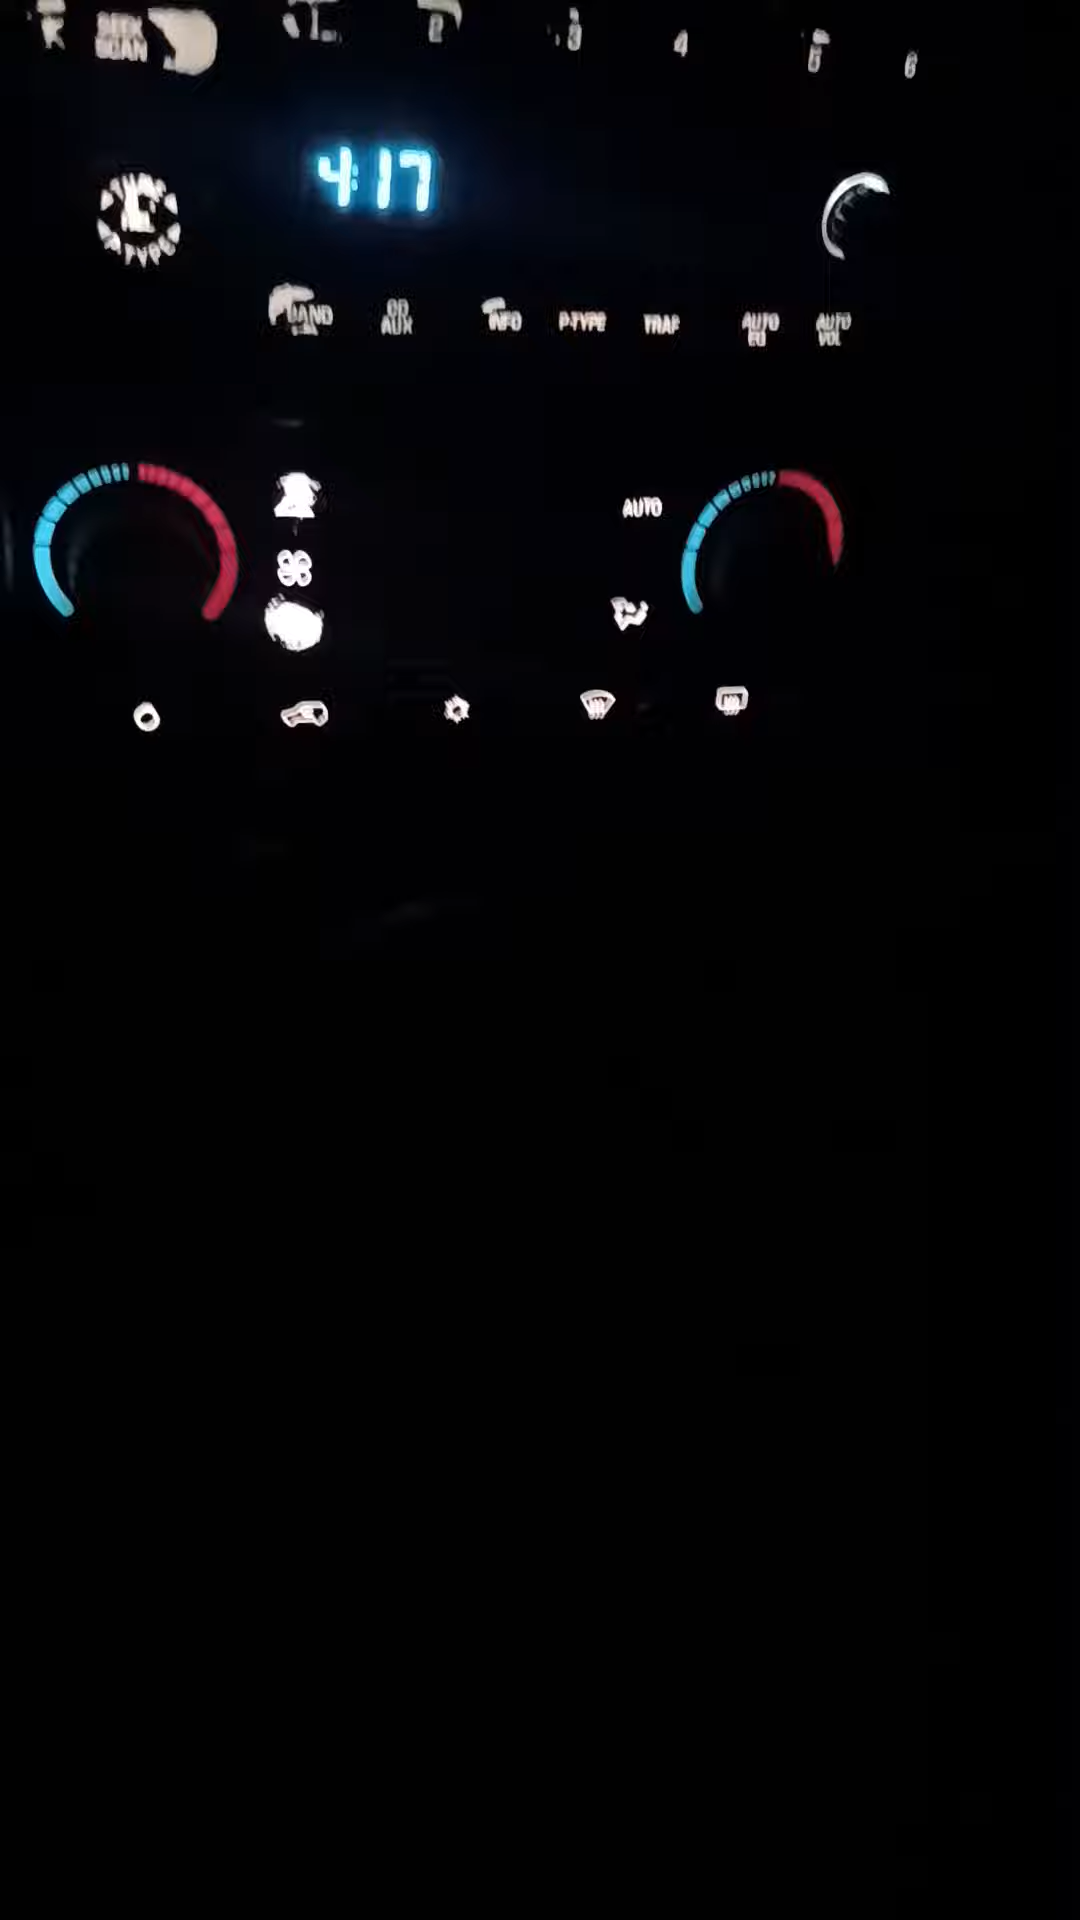 SEEK 2 3 4 5 6
SCAN
4:17
BAND CD INFO P-TYPE TRAF AUTO AUTO
AUX EQ VOL
AUTO